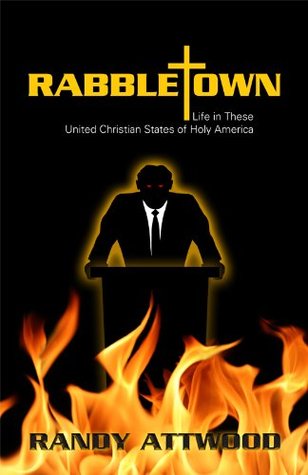 RABBLETOWN
Life in These
United Christian States of Holy America
RANDY ATTWOOD